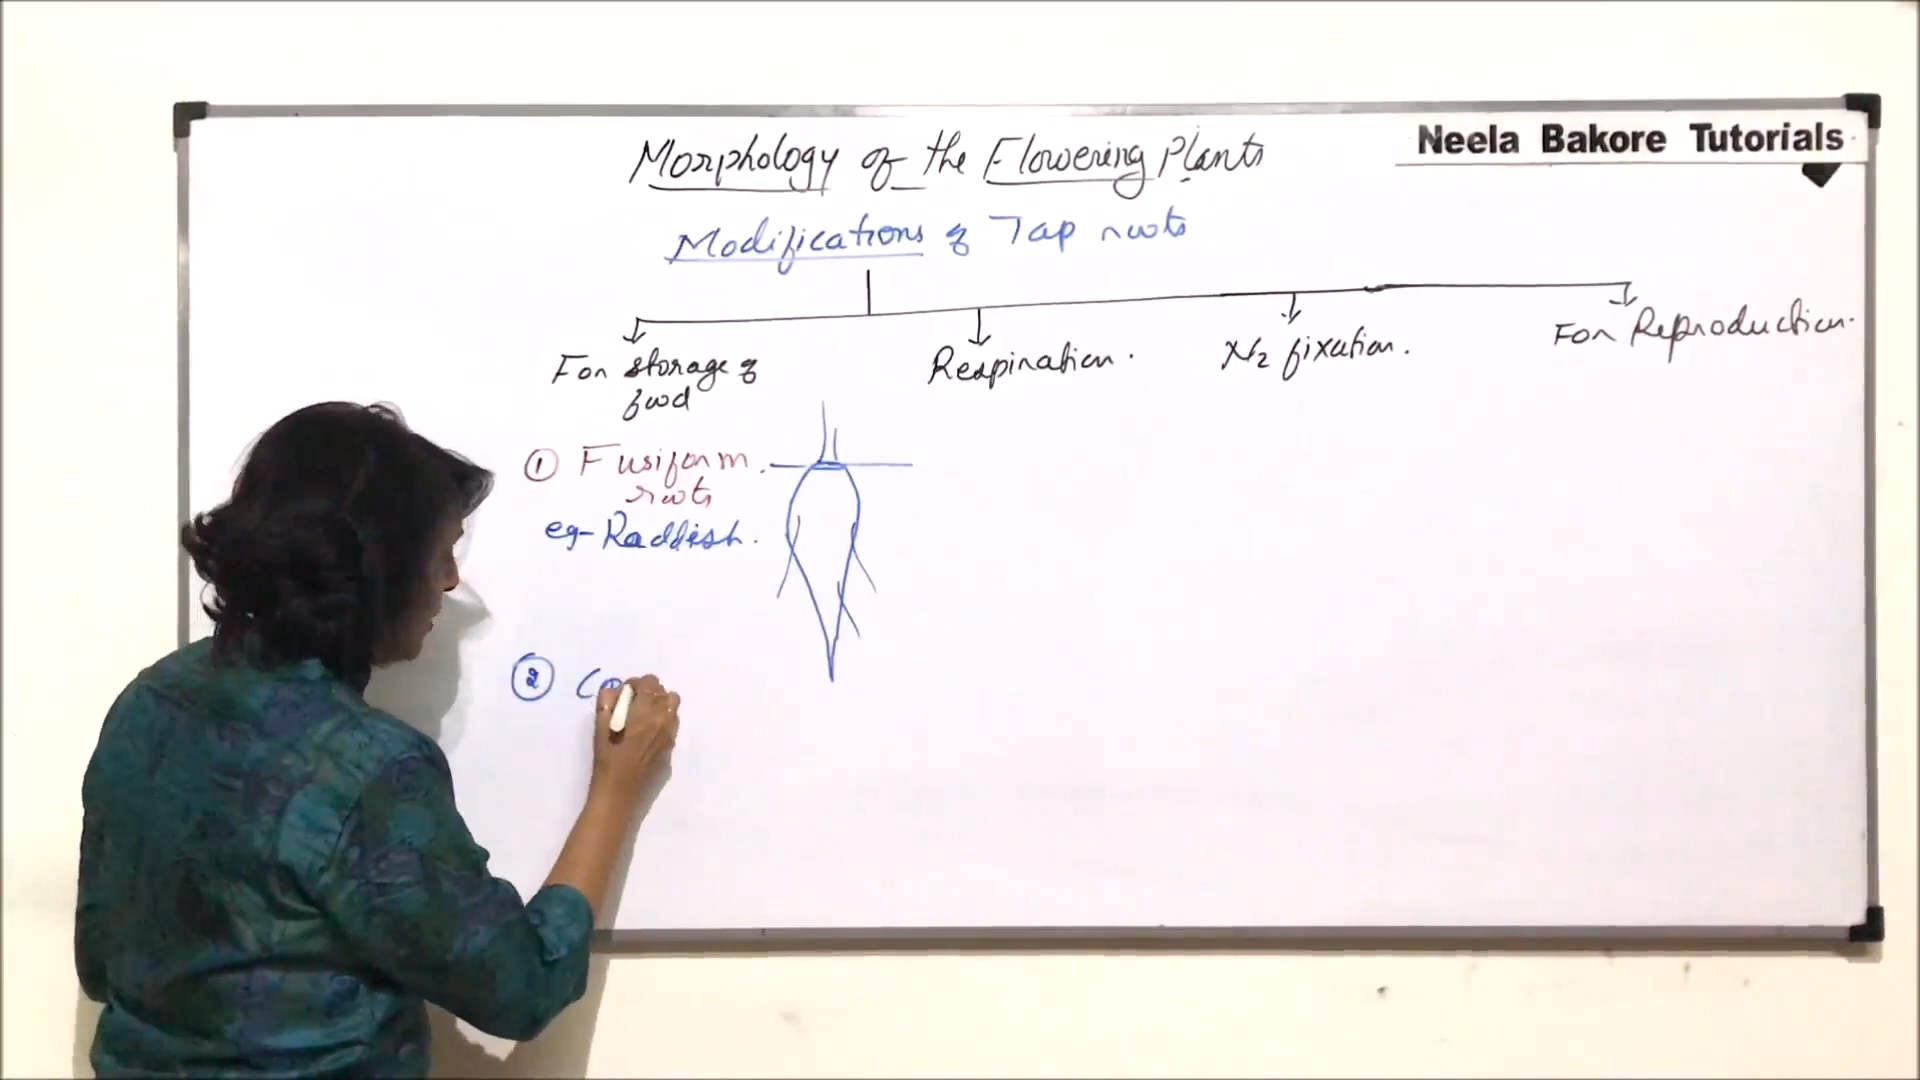 Neela Bakore Tutorials
Morphology of the Flowering Plants
Modifications of Tap roots
For storage of
food
Respiration.
N2 fixation.
For Reproduction.
① Fusiform
roots
eg- Raddish.
② Co